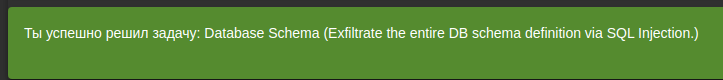 Ты успешно решил задачу: Database Schema (Exfiltrate the entire DB schema definition via SQL Injection.)